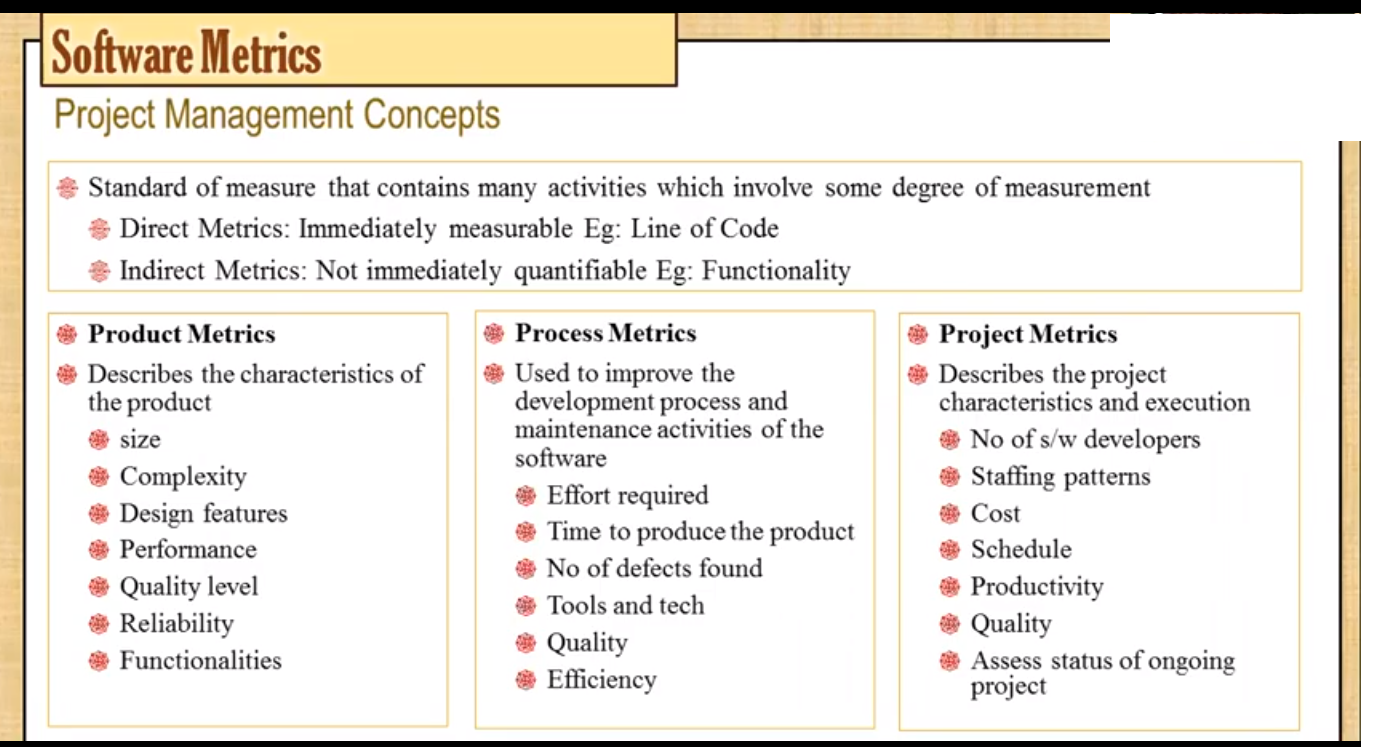 Software Metrics
Project Management Concepts
Standard of measure that contains many activities which involve some degree of measurement
Direct Metrics: Immediately measurable Eg: Line of Code
Indirect Metrics: Not immediately quantifiable Eg: Functionality
Product Metrics
Describes the characteristics of
the product
size
Complexity
Design features
Performance
Quality level
Reliability
Functionalities
Process Metrics
Used to improve the
development process and
maintenance activities of the
software
Effort required
Time to produce the product
No of defects found
Tools and tech
Quality
Efficiency
Project Metrics
Describes the project
characteristics and execution
No of s/w developers
Staffing patterns
Cost
Schedule
Productivity
Quality
Assess status of ongoing
project